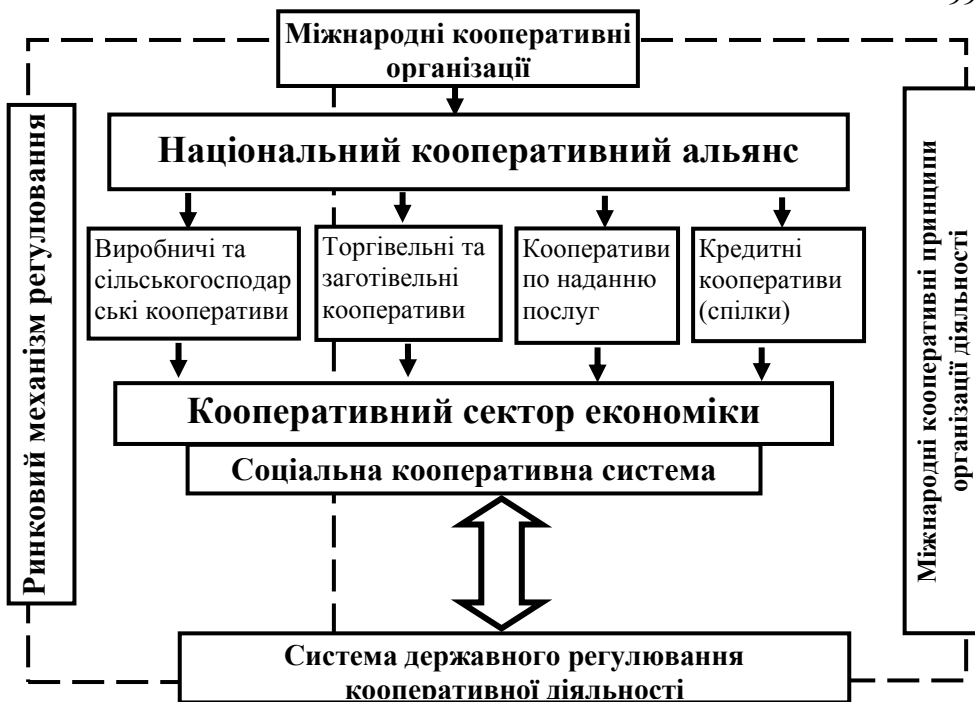 Міжнародні кооперативні
організації
Національний кооперативний альянс
Виробничі та
сільськогосподар
ські кооперативи
Торгівельні та
заготівельні
кооперативи
Кооперативи
по наданню
послуг
Кредитні
кооперативи
(спілки)
Кооперативний сектор економіки
Соціальна кооперативна система
Система державного регулювання
кооперативної діяльності
Ринковий механізм регулювання
Міжнародні кооперативні принципи
організації діяльності